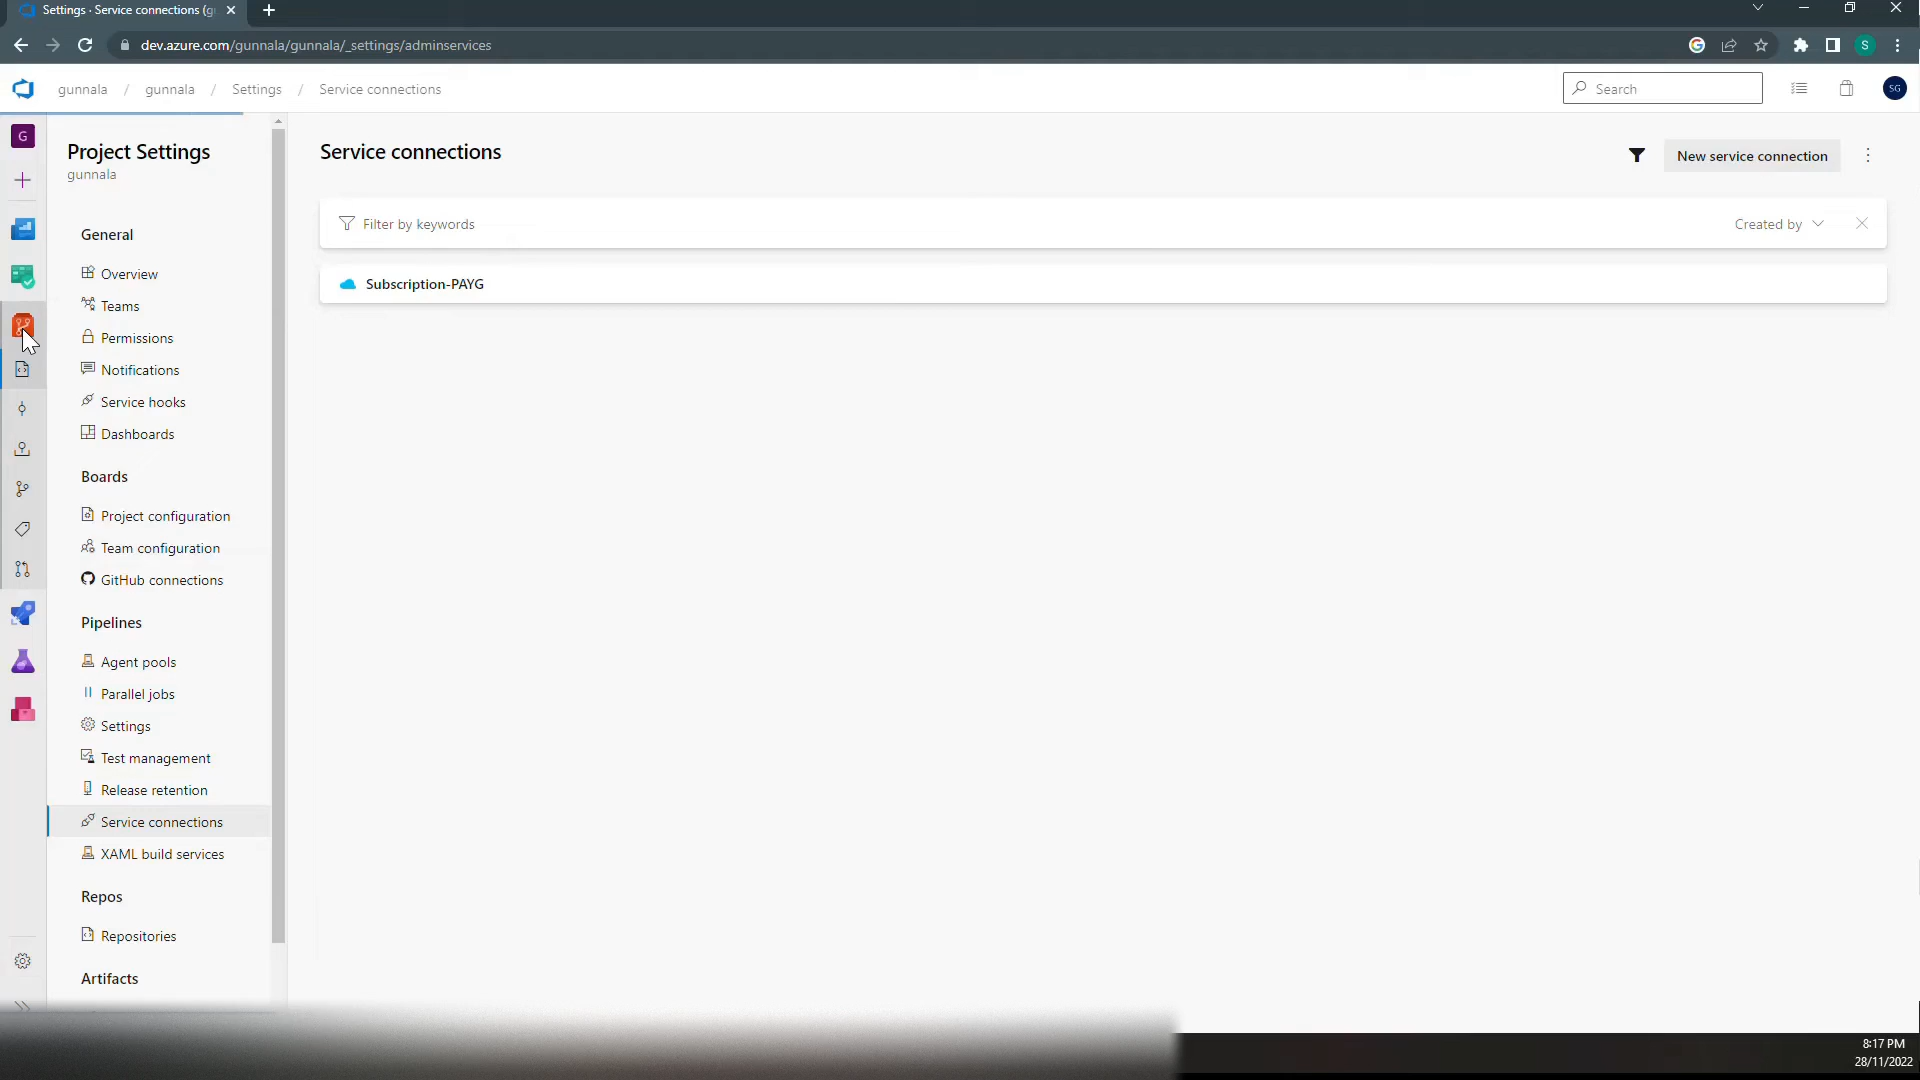 Settings · Service connections (g
dev.azure.com/gunnala/gunnala/_settings/adminservices
S
gunnala / gunnala / Settings / Service connections
Search
SG
G
Project Settings
gunnala
General
Overview
Teams
Permissions
Notifications
Service hooks
Dashboards
Boards
Project configuration
Team configuration
GitHub connections
Pipelines
Agent pools
Parallel jobs
Settings
Test management
Release retention
Service connections
XAML build services
Repos
Repositories
Artifacts
Service connections
New service connection
Filter by keywords
Created by
Subscription-PAYG
8:17 PM
28/11/2022